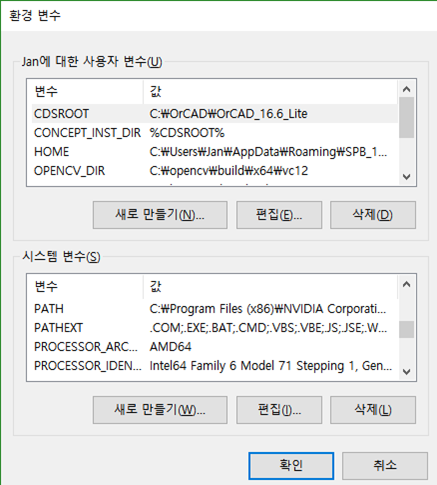 환경 변수
Jan에 대한 사용자 변수(U)
변수 값
CDSROOT C:₩OrCAD₩OrCAD_16.6_Lite
CONCEPT_INST_DIR %CDSROOT%
HOME C:₩Users₩Jan₩AppData₩Roaming₩SPB_1...
OPENCV_DIR C:₩opencv₩build₩x64₩vc12
새로 만들기(N)... 편집(E)... 삭제(D)
시스템 변수(S)
변수 값
PATH C:₩Program Files (x86)₩NVIDIA Corporati...
PATHEXT .COM;.EXE;.BAT;.CMD;.VBS;.VBE;.JS;.JSE;.W...
PROCESSOR_ARC... AMD64
PROCESSOR_IDEN... Intel64 Family 6 Model 71 Stepping 1, Gen...
새로 만들기(W)... 편집(I)... 삭제(L)
확인 취소